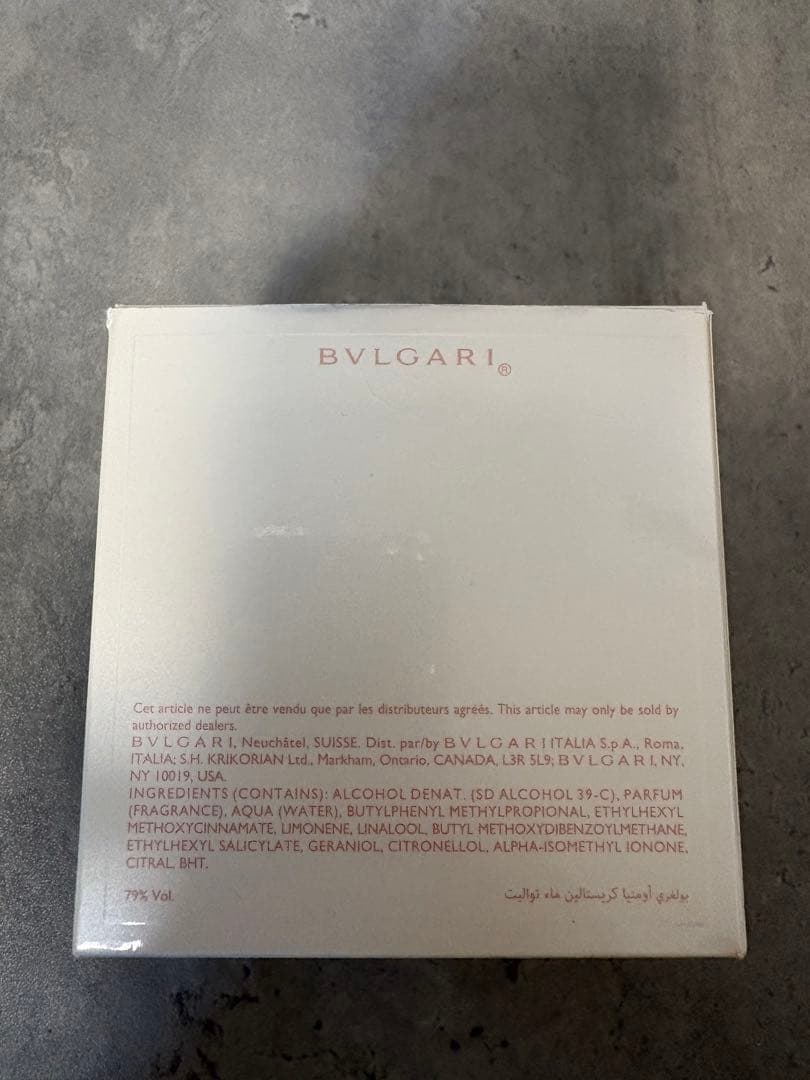 BVLGARI®
Cet article ne peut être vendu que par les distributeurs agréés. This article may only be sold by
authorized dealers.
BVLGARI, Neuchâtel, SUISSE. Dist. par/by BVLGARI ITALIA S.p.A., Roma,
ITALIA; S.H. KRIKORIAN Ltd., Markham, Ontario, CANADA, L3R 5L9; BVLGARI, NY,
NY 10019, USA.
INGREDIENTS (CONTAINS): ALCOHOL DENAT. (SD ALCOHOL 39-C), PARFUM
(FRAGRANCE), AQUA (WATER), BUTYLPHENYL METHYLPROPIONAL, ETHYLHEXYL
METHOXYCINNAMATE, LIMONENE, LINALOOL, BUTYL METHOXYDIBENZOYLMETHANE,
ETHYLHEXYL SALICYLATE, GERANIOL, CITRONELLOL, ALPHA-ISOMETHYL IONONE,
CITRAL, BHT.
79% Vol.
بولغري أومنيا كريستالين ماء تواليت